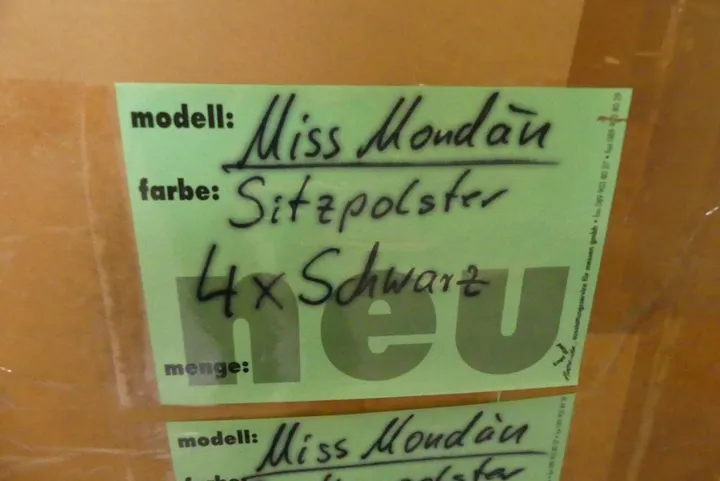 modell: Miss Mondän
farbe: Sitzpolster
4x Schwarz
neu
menge:
modell: Miss Mondän